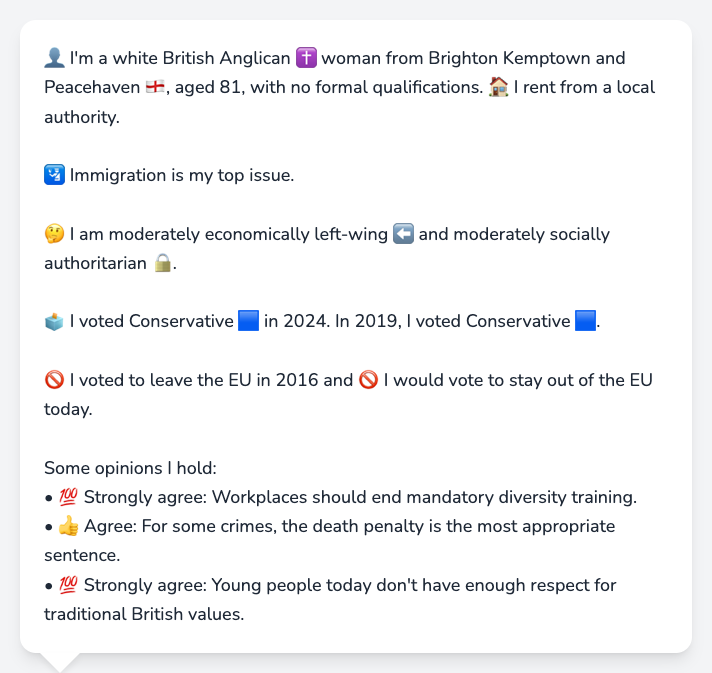 👤 I'm a white British Anglican ✝️ woman from Brighton Kemptown and
Peacehaven 🏴󠁧󠁢󠁥󠁮󠁧󠁿, aged 81, with no formal qualifications. 🏠 I rent from a local
authority.
🛂 Immigration is my top issue.
🤔 I am moderately economically left-wing ⬅️ and moderately socially
authoritarian 🔒.
🗳️ I voted Conservative 🟦 in 2024. In 2019, I voted Conservative 🟦.
🚫 I voted to leave the EU in 2016 and 🚫 I would vote to stay out of the EU
today.
Some opinions I hold:
• 💯 Strongly agree: Workplaces should end mandatory diversity training.
• 👍 Agree: For some crimes, the death penalty is the most appropriate
sentence.
• 💯 Strongly agree: Young people today don't have enough respect for
traditional British values.